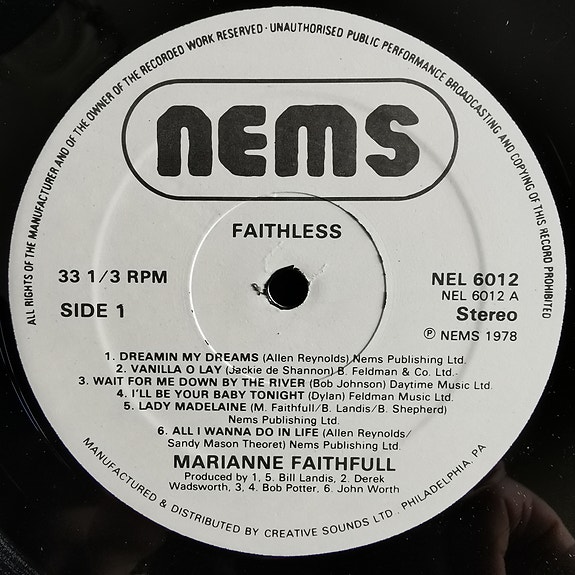 ALL RIGHTS OF THE MANUFACTURER AND OF THE OWNER OF THE RECORDED WORK RESERVED · UNAUTHORISED PUBLIC PERFORMANCE BROADCASTING AND COPYING OF THIS RECORD PROHIBITED
nems
FAITHLESS
33 1/3 RPM
SIDE 1
NEL 6012
NEL 6012 A
Stereo
℗ NEMS 1978
1. DREAMIN MY DREAMS (Allen Reynolds) Nems Publishing Ltd.
2. VANILLA O LAY (Jackie de Shannon) B. Feldman & Co. Ltd.
3. WAIT FOR ME DOWN BY THE RIVER (Bob Johnson) Daytime Music Ltd.
4. I'LL BE YOUR BABY TONIGHT (Dylan) Feldman Music Ltd.
5. LADY MADELAINE (M. Faithfull/B. Landis/B. Shepherd)
Nems Publishing Ltd.
6. ALL I WANNA DO IN LIFE (Allen Reynolds/
Sandy Mason Theoret) Nems Publishing Ltd.
MARIANNE FAITHFULL
Produced by 1, 5. Bill Landis, 2. Derek
Wadsworth, 3, 4. Bob Potter, 6. John Worth
MANUFACTURED & DISTRIBUTED BY CREATIVE SOUNDS LTD., PHILADELPHIA, PA